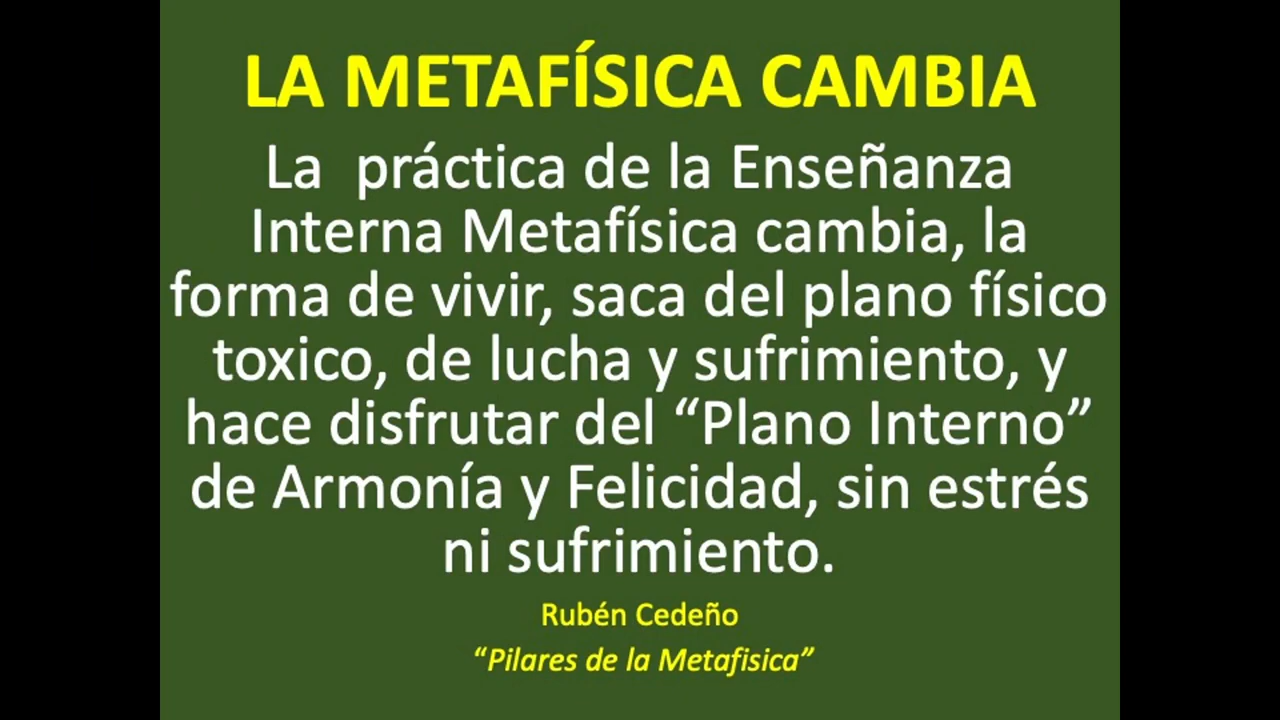 LA METAFÍSICA CAMBIA
La  práctica de la Enseñanza
Interna Metafísica cambia, la
forma de vivir, saca del plano físico
toxico, de lucha y sufrimiento, y
hace disfrutar del “Plano Interno”
de Armonía y Felicidad, sin estrés
ni sufrimiento.
Rubén Cedeño
“Pilares de la Metafisica”